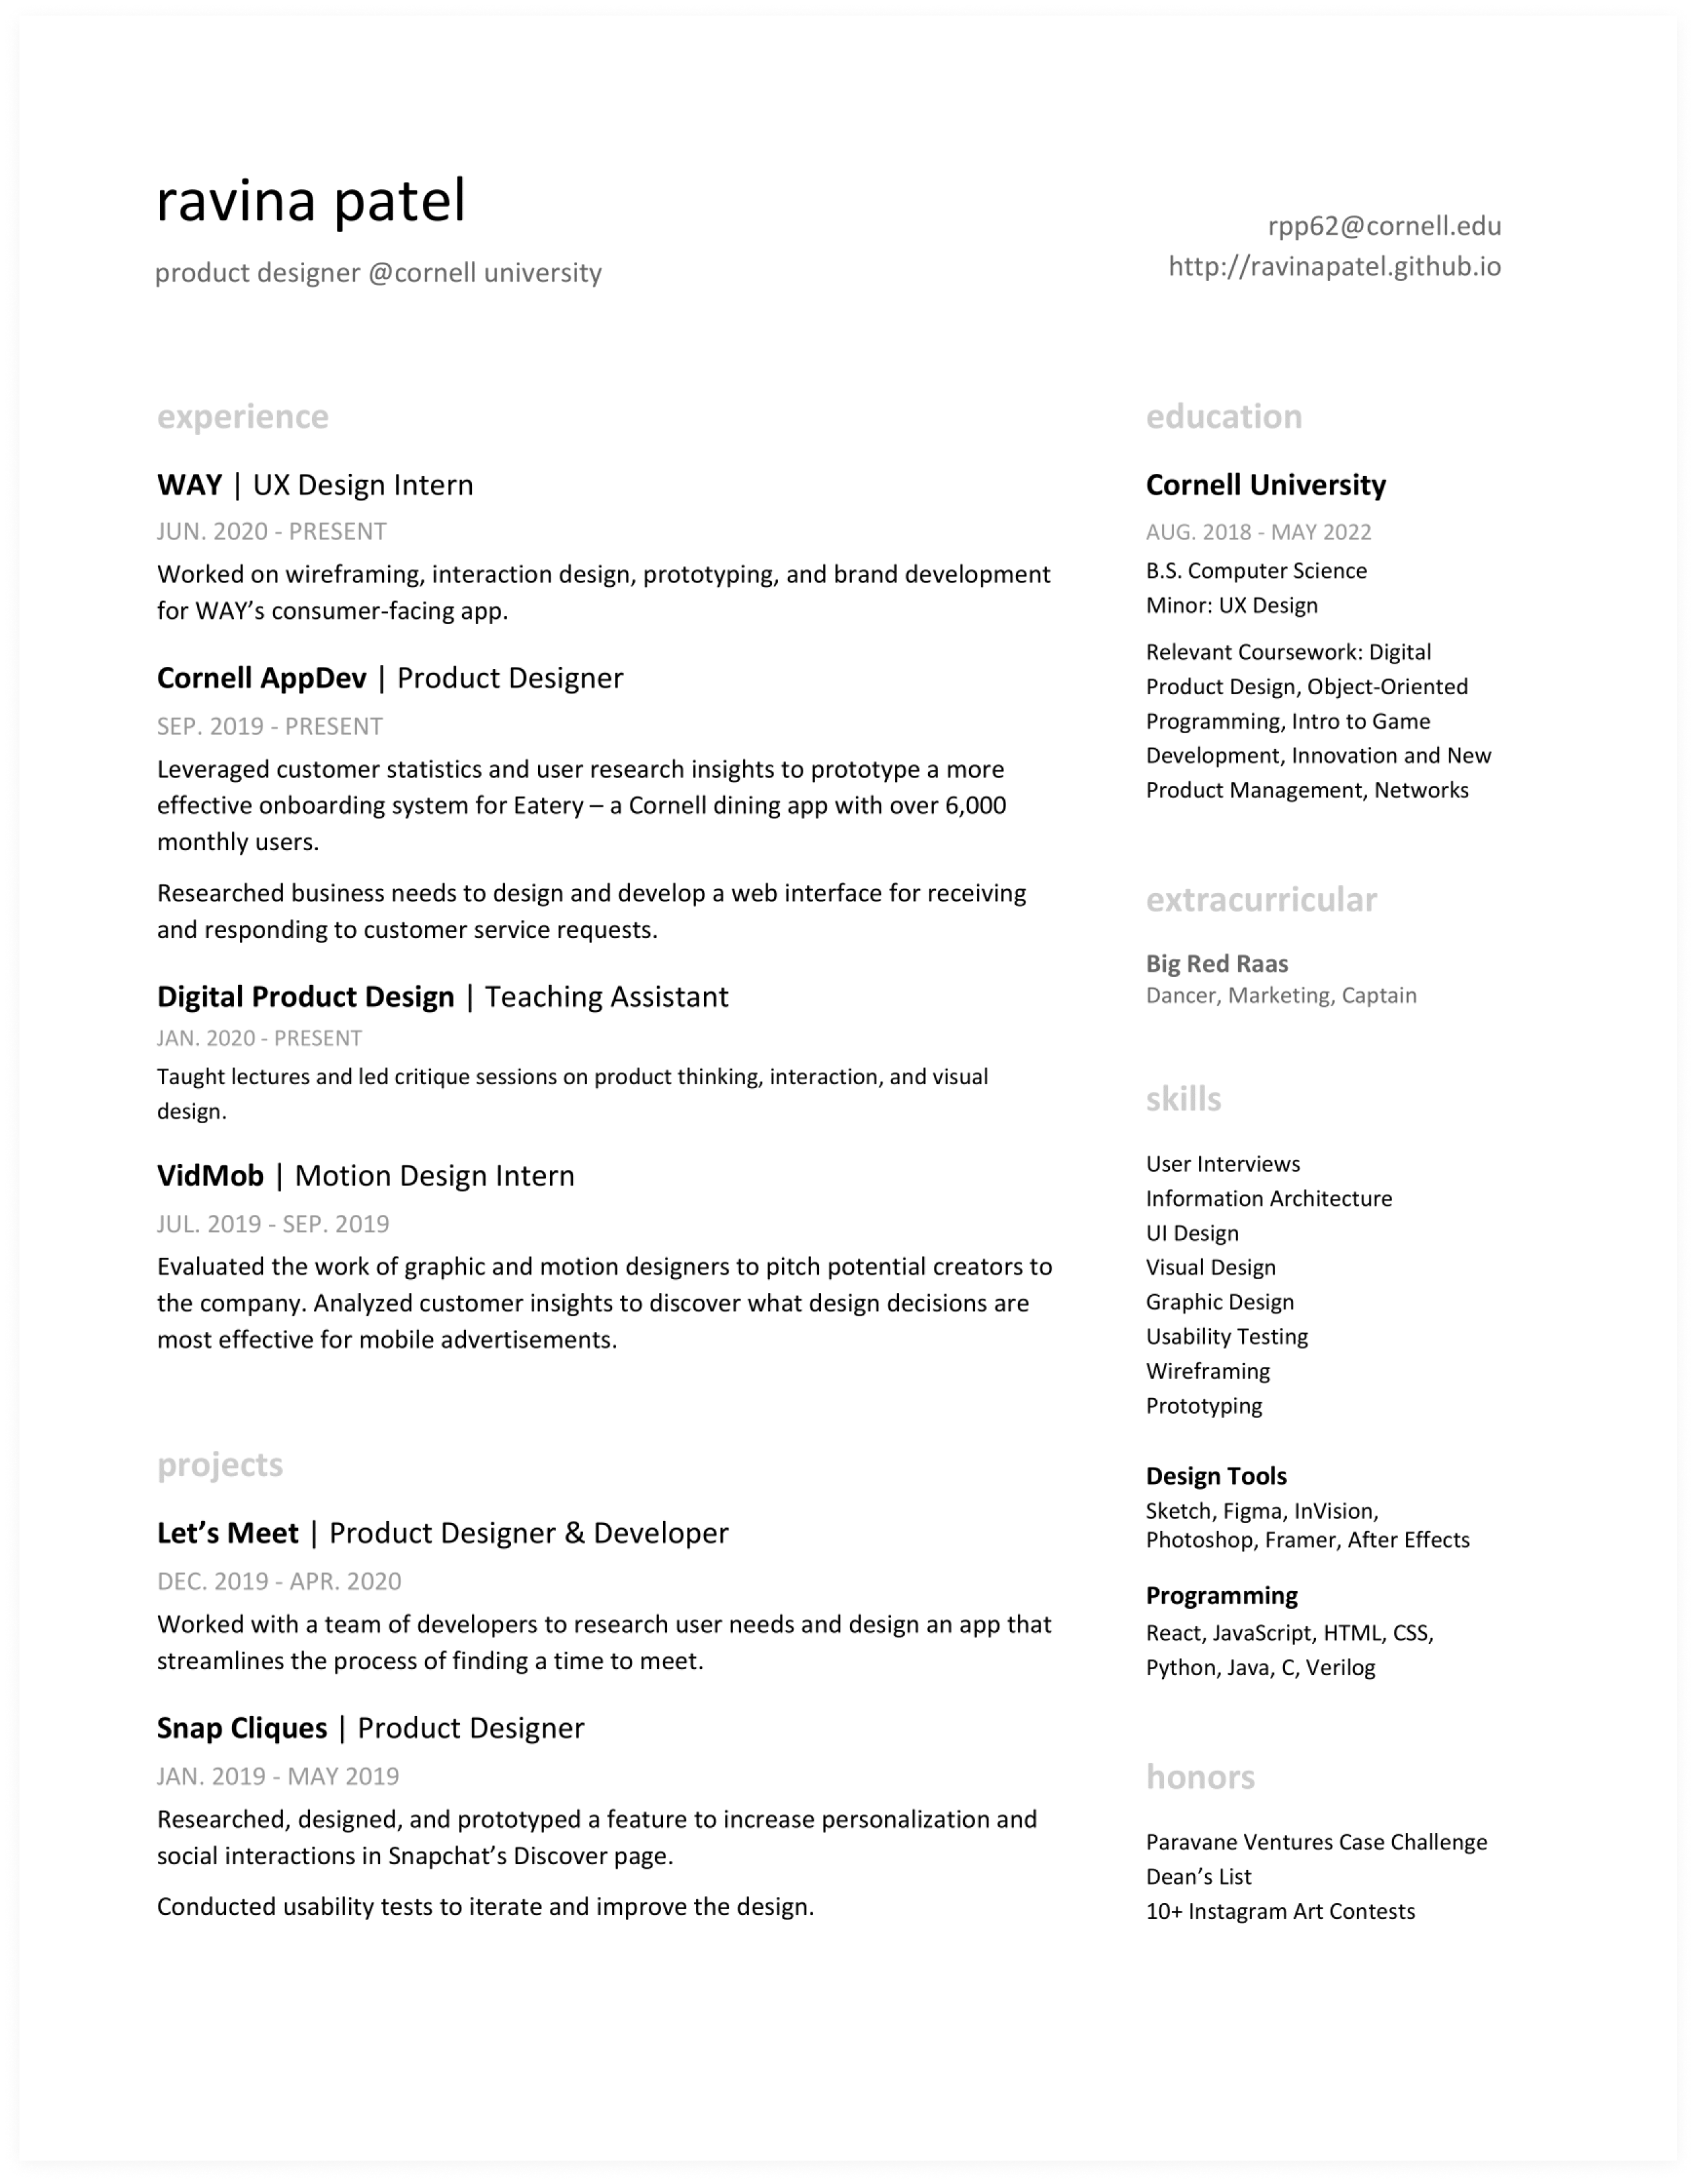 ravina patel
product designer @cornell university
rpp62@cornell.edu
http://ravinapatel.github.io
experience
WAY | UX Design Intern
JUN. 2020 - PRESENT
Worked on wireframing, interaction design, prototyping, and brand development
for WAY’s consumer-facing app.
Cornell AppDev | Product Designer
SEP. 2019 - PRESENT
Leveraged customer statistics and user research insights to prototype a more
effective onboarding system for Eatery – a Cornell dining app with over 6,000
monthly users.
Researched business needs to design and develop a web interface for receiving
and responding to customer service requests.
Digital Product Design | Teaching Assistant
JAN. 2020 - PRESENT
Taught lectures and led critique sessions on product thinking, interaction, and visual
design.
VidMob | Motion Design Intern
JUL. 2019 - SEP. 2019
Evaluated the work of graphic and motion designers to pitch potential creators to
the company. Analyzed customer insights to discover what design decisions are
most effective for mobile advertisements.
projects
Let’s Meet | Product Designer & Developer
DEC. 2019 - APR. 2020
Worked with a team of developers to research user needs and design an app that
streamlines the process of finding a time to meet.
Snap Cliques | Product Designer
JAN. 2019 - MAY 2019
Researched, designed, and prototyped a feature to increase personalization and
social interactions in Snapchat’s Discover page.
Conducted usability tests to iterate and improve the design.
education
Cornell University
AUG. 2018 - MAY 2022
B.S. Computer Science
Minor: UX Design
Relevant Coursework: Digital
Product Design, Object-Oriented
Programming, Intro to Game
Development, Innovation and New
Product Management, Networks
extracurricular
Big Red Raas
Dancer, Marketing, Captain
skills
User Interviews
Information Architecture
UI Design
Visual Design
Graphic Design
Usability Testing
Wireframing
Prototyping
Design Tools
Sketch, Figma, InVision,
Photoshop, Framer, After Effects
Programming
React, JavaScript, HTML, CSS,
Python, Java, C, Verilog
honors
Paravane Ventures Case Challenge
Dean’s List
10+ Instagram Art Contests